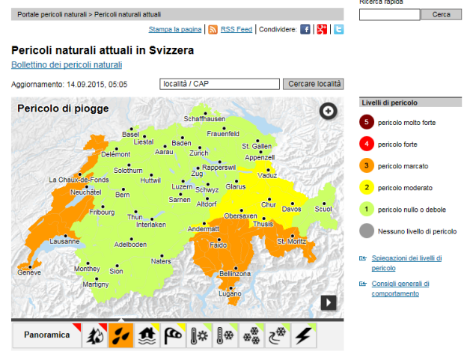 Ricerca rapida
Portale pericoli naturali > Pericoli naturali attuali
Cerca
Stampa la pagina | RSS Feed | Condividere:
Pericoli naturali attuali in Svizzera
Bollettino dei pericoli naturali
Aggiornamento: 14.09.2015, 05:05
località / CAP
Cercare località
Pericolo di piogge
Schaffhausen
Basel
Liestal
Frauenfeld
Delémont
Aarau
Baden
Zürich
St. Gallen
Appenzell
Solothurn
Zug
Rapperswil
La Chaux-de-Fonds
Huttwil
Vaduz
Neuchâtel
Bern
Luzern
Schwyz
Glarus
Sarnen
Altdorf
Chur
Davos
Scuol
Fribourg
Thun
Interlaken
Obersaxen
Thusis
Andermatt
Lausanne
Adelboden
Faido
St. Moritz
Genève
Monthey
Sion
Naters
Bellinzona
Martigny
Lugano
Livelli di pericolo
5 pericolo molto forte
4 pericolo forte
3 pericolo marcato
2 pericolo moderato
1 pericolo nullo o debole
Nessuno livello di pericolo
Spiegazioni dei livelli di
pericolo
Consigli generali di
comportamento
Panoramica